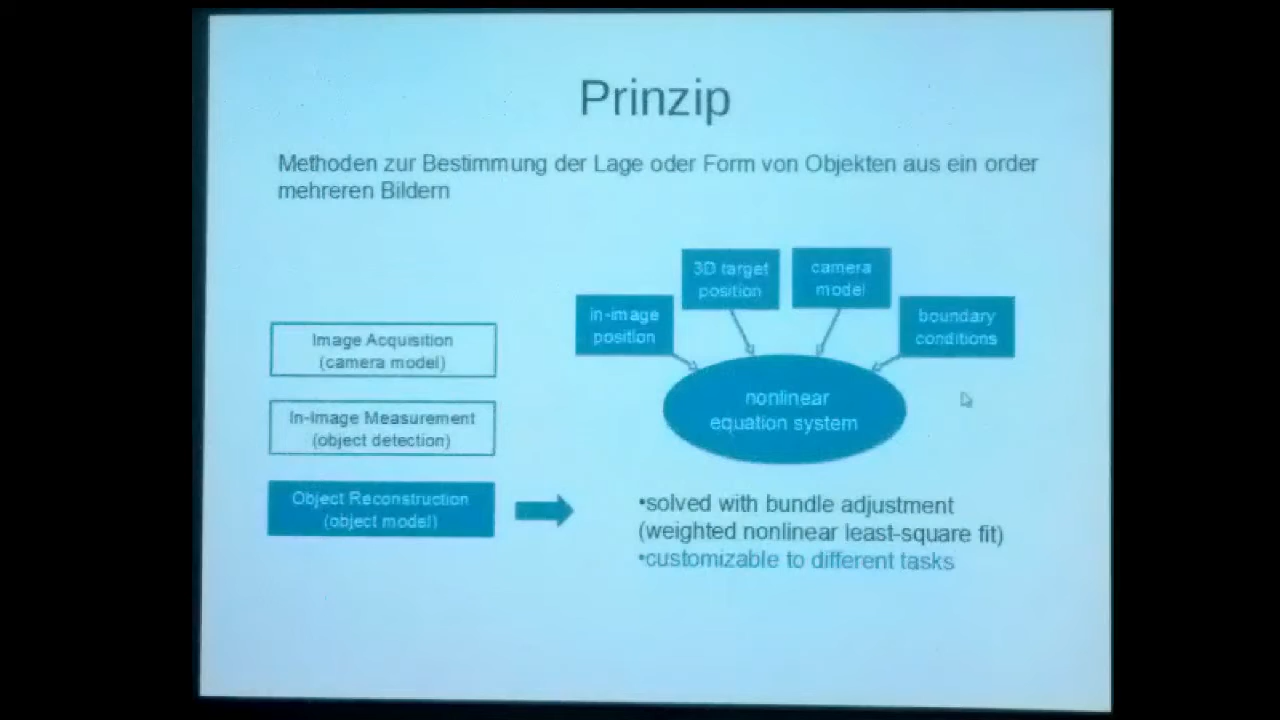 Prinzip
Methoden zur Bestimmung der Lage oder Form von Objekten aus ein order
mehreren Bildern
Image Acquisition
(camera model)
In-Image Measurement
(object detection)
Object Reconstruction
(object model)
in-image
position
3D target
position
camera
model
boundary
conditions
nonlinear
equation system
•solved with bundle adjustment
(weighted nonlinear least-square fit)
•customizable to different tasks